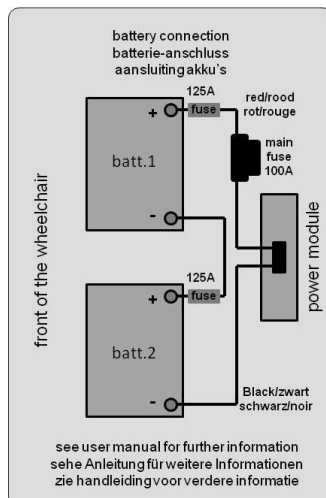 battery connection
batterie-anschluss
aansluiting akku's
125A
fuse
red/rood
rot/rouge
+
batt.1
main
fuse
100A
-
front of the wheelchair
power module
125A
fuse
+
batt.2
-
Black/zwart
schwarz/noir
see user manual for further information
sehe Anleitung für weitere Informationen
zie handleiding voor verdere informatie